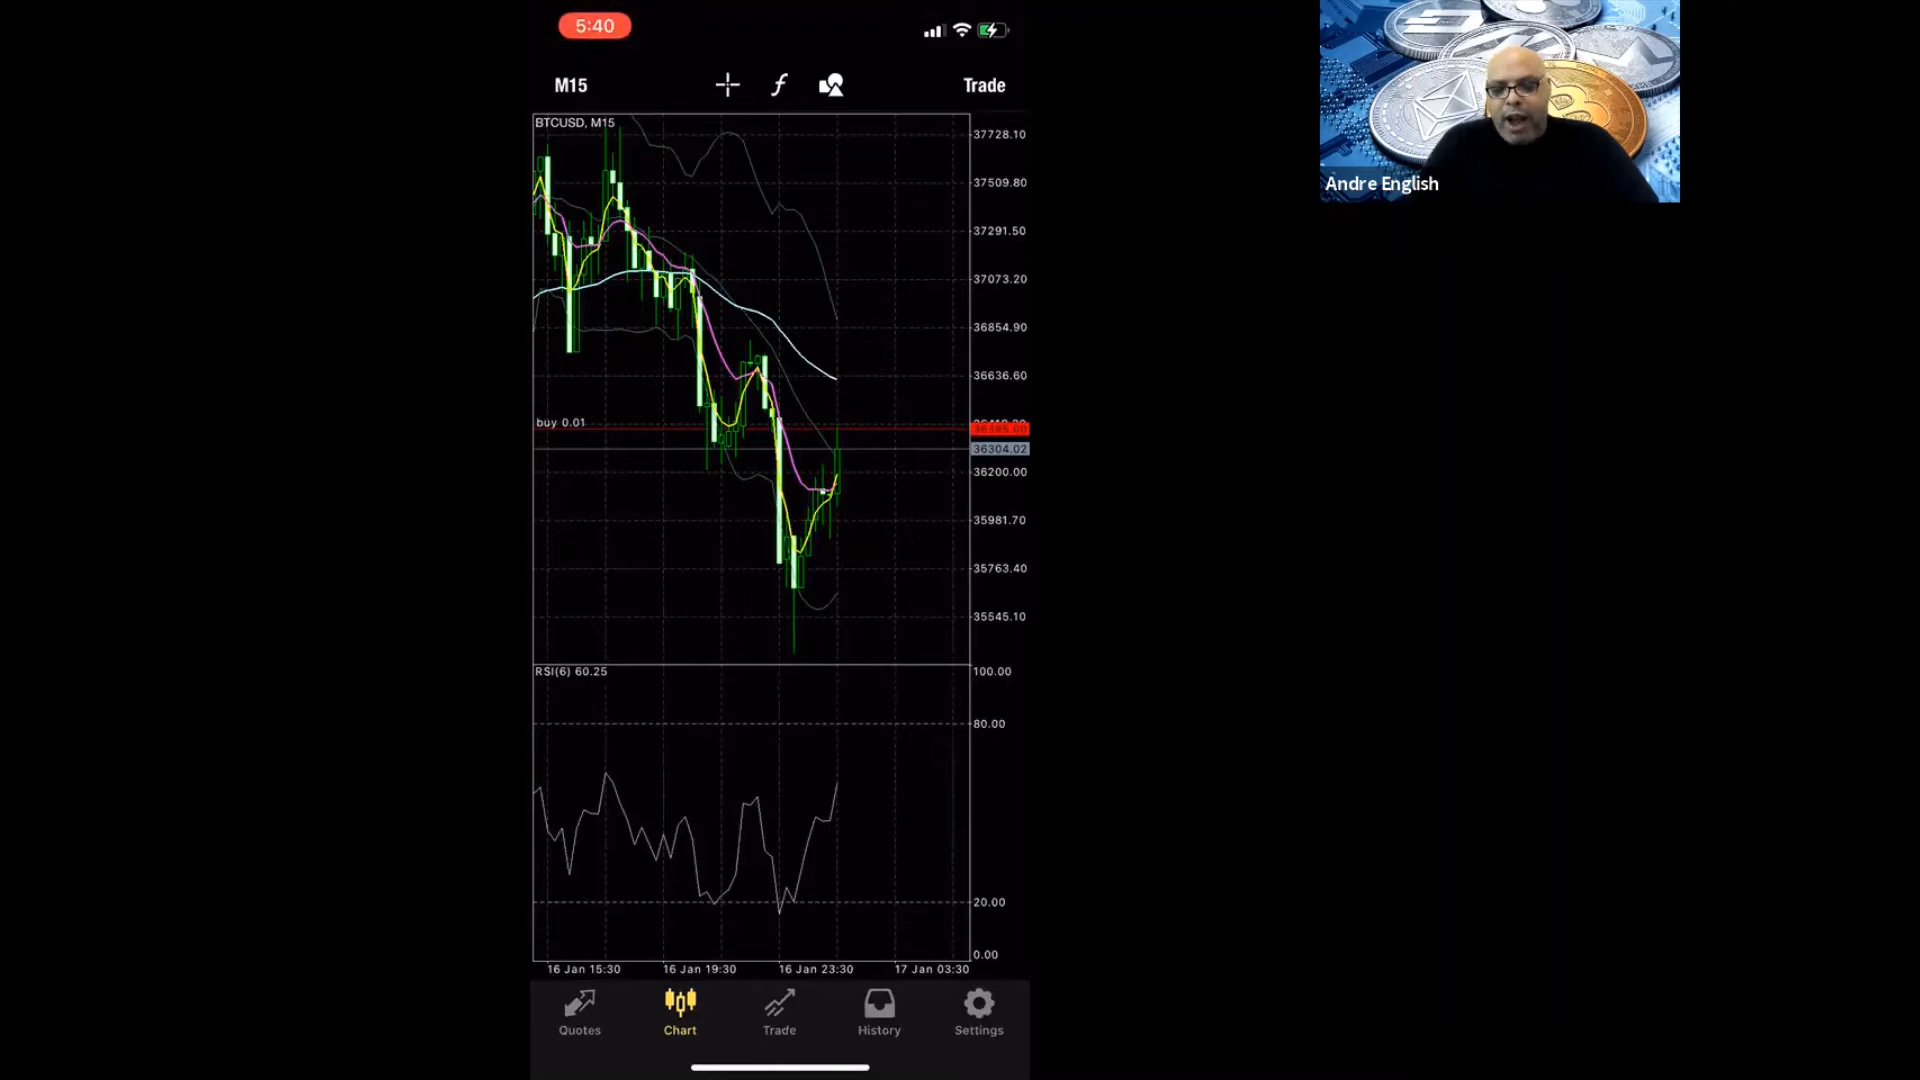 5:40
M15
f
Trade
BTCUSD, M15
37728.10
37509.80
37291.50
37073.20
36854.90
36636.60
buy 0.01
36304.02
36200.00
35981.70
35763.40
35545.10
RSI(6) 60.25
100.00
80.00
20.00
0.00
16 Jan 15:30
16 Jan 19:30
16 Jan 23:30
17 Jan 03:30
Quotes
Chart
Trade
History
Settings
Andre English